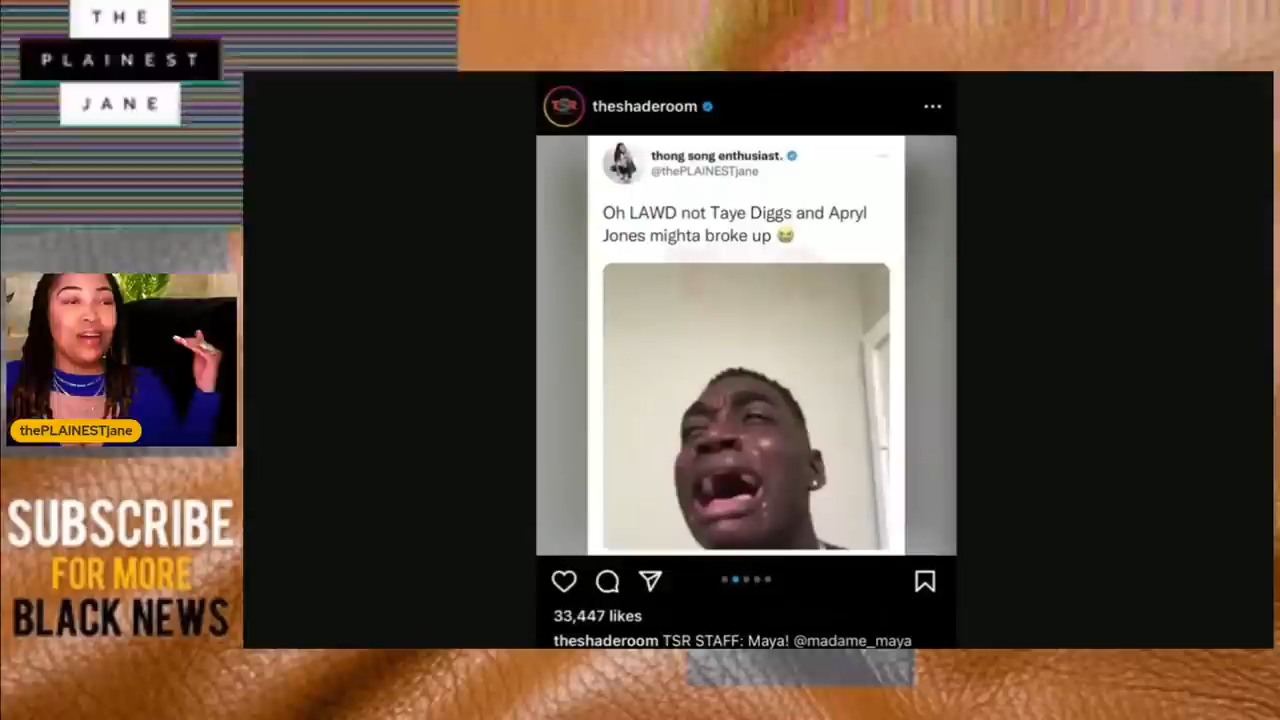 THE
PLAINEST
JANE
theshaderoom
thong song enthusiast.
@thePLAINESTjane
Oh LAWD not Taye Diggs and Apryl
Jones mighta broke up 😭
thePLAINESTjane
SUBSCRIBE
FOR MORE
BLACK NEWS
33,447 likes
theshaderoom TSR STAFF: Maya! @madame_maya